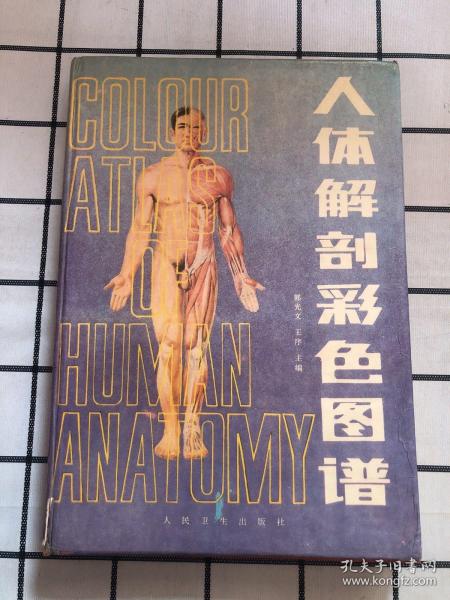 COLOUR
ATLAS
OF
HUMAN
ANATOMY
人体解剖彩色图谱
郭光文 王序 主编
人民卫生出版社
孔夫子旧书网
www.kongfz.com